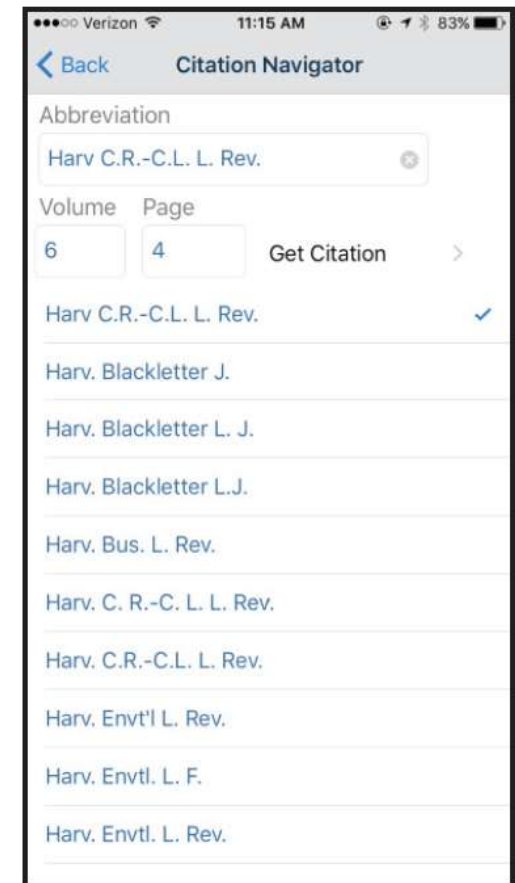 Verizon 11:15 AM 83%
Back Citation Navigator
Abbreviation
Harv C.R.-C.L. L. Rev.
Volume Page
6 4 Get Citation
Harv C.R.-C.L. L. Rev.
Harv. Blackletter J.
Harv. Blackletter L. J.
Harv. Blackletter L.J.
Harv. Bus. L. Rev.
Harv. C. R.-C. L. L. Rev.
Harv. C.R.-C.L. L. Rev.
Harv. Envt'l L. Rev.
Harv. Envtl. L. F.
Harv. Envtl. L. Rev.